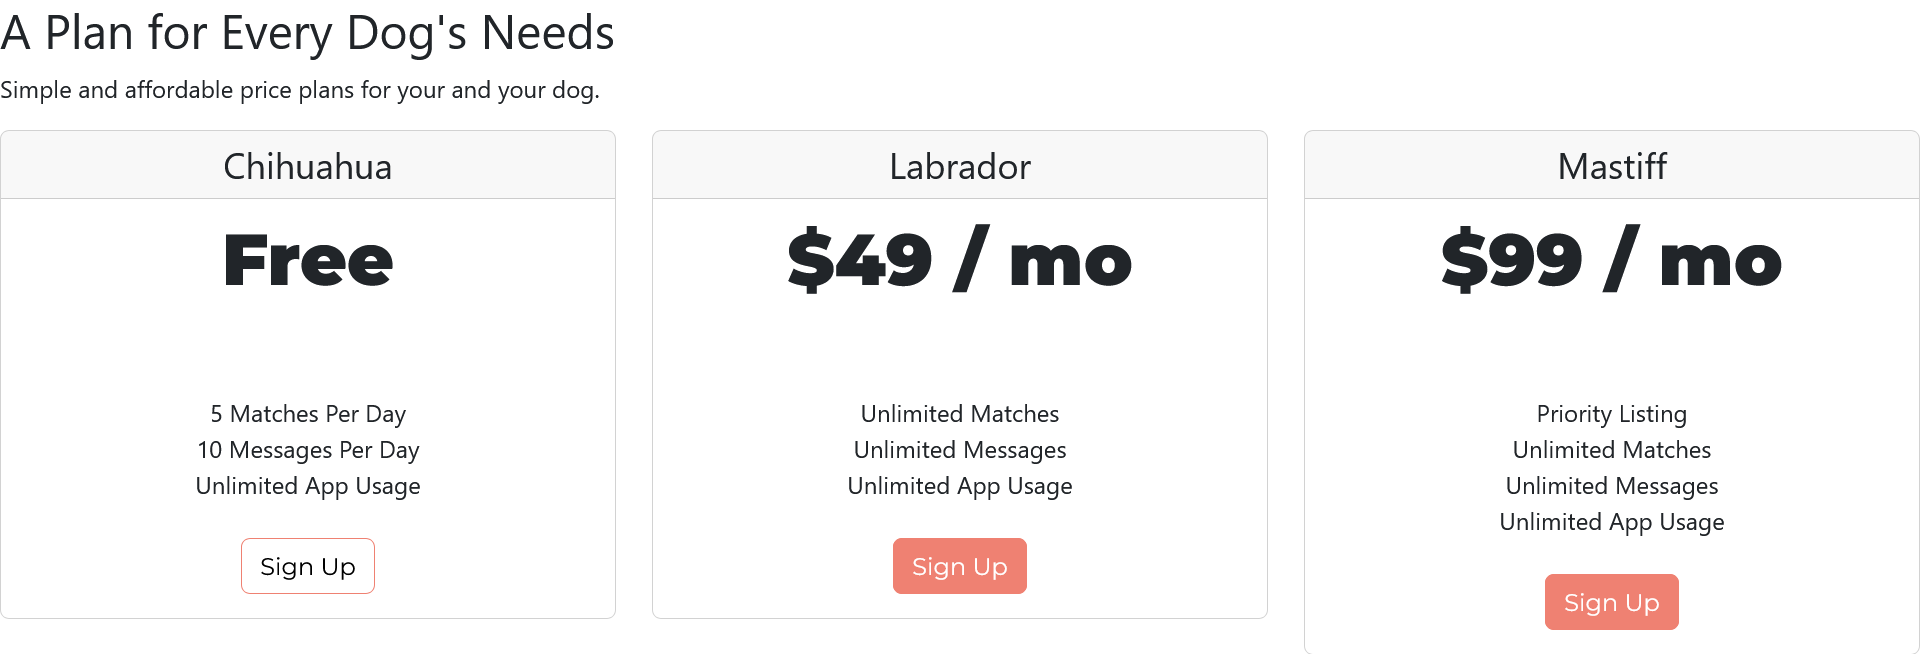 A Plan for Every Dog's Needs
Simple and affordable price plans for your and your dog.
Chihuahua
Free
5 Matches Per Day
10 Messages Per Day
Unlimited App Usage
Sign Up
Labrador
$49 / mo
Unlimited Matches
Unlimited Messages
Unlimited App Usage
Sign Up
Mastiff
$99 / mo
Priority Listing
Unlimited Matches
Unlimited Messages
Unlimited App Usage
Sign Up